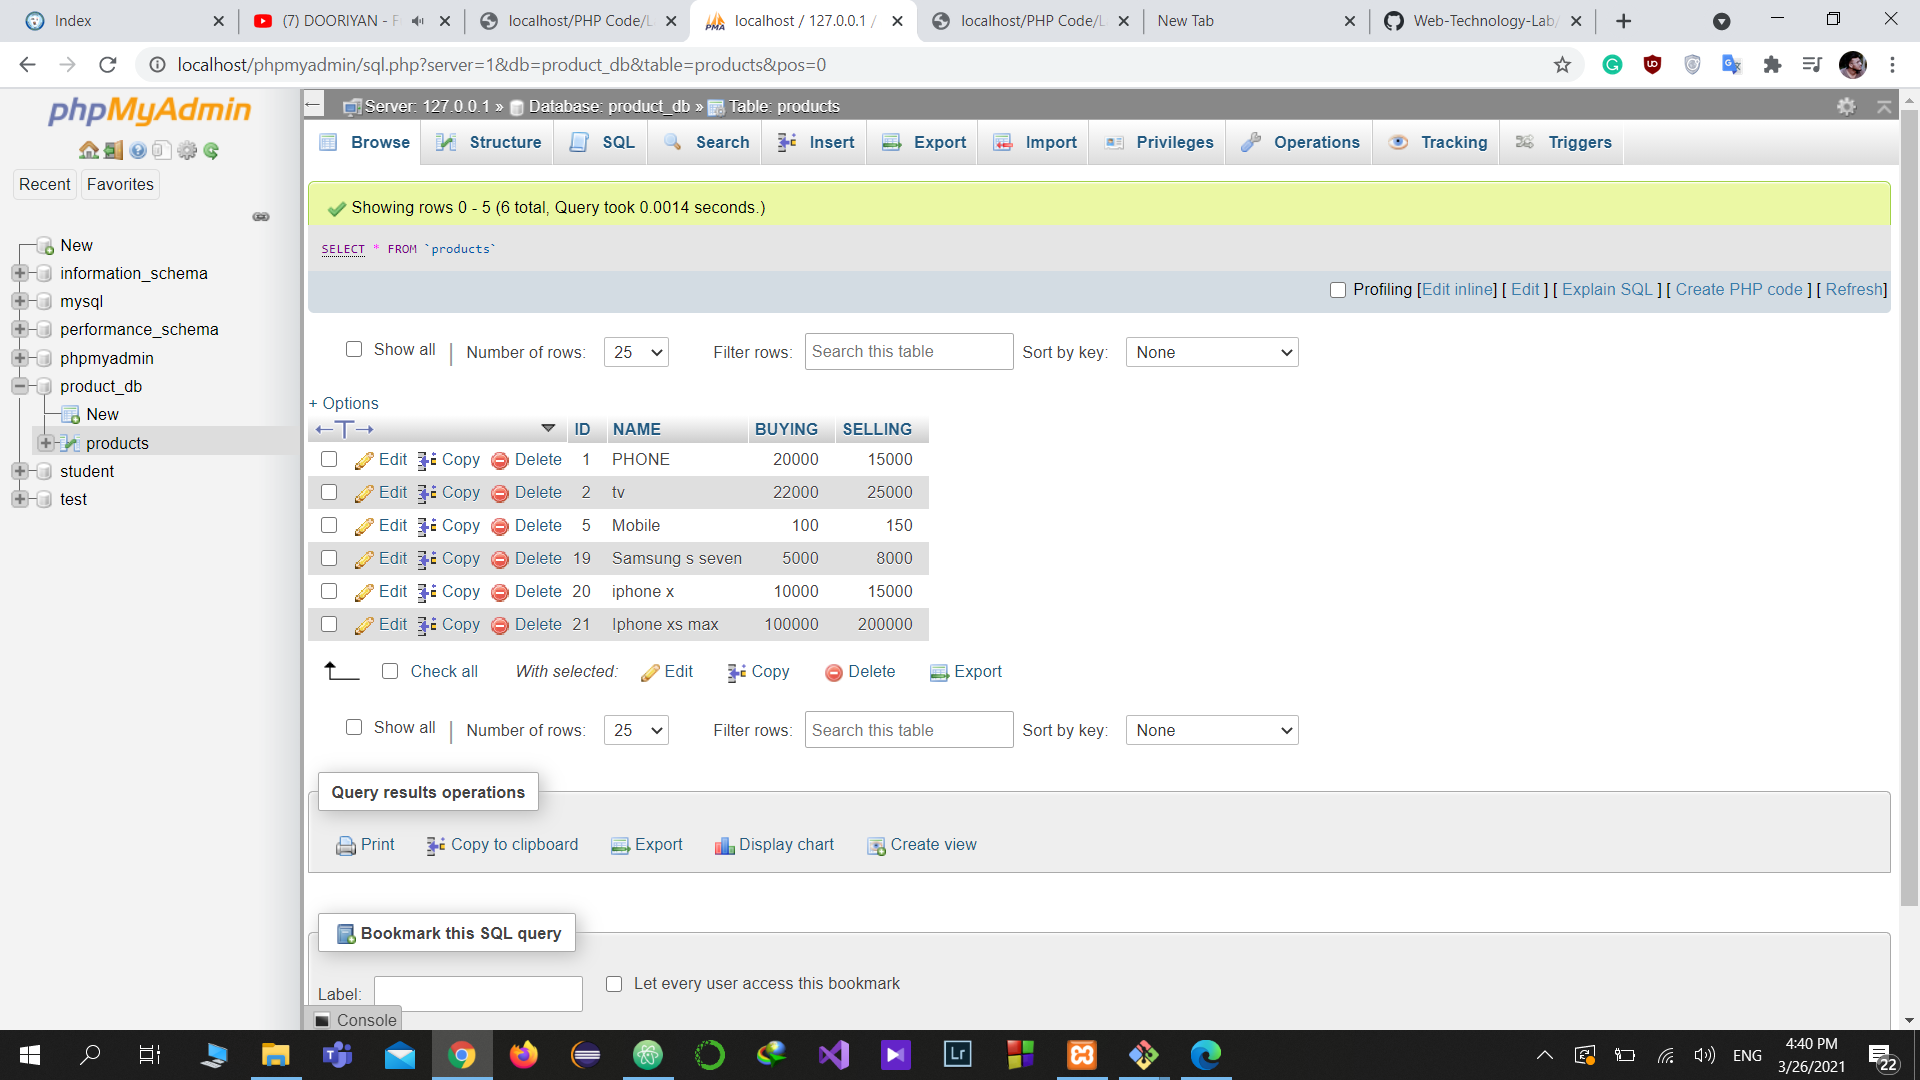 Index
(7) DOORIYAN - F
localhost/PHP Code/L
localhost / 127.0.0.1 /
localhost/PHP Code/L
New Tab
Web-Technology-Lab/
localhost/phpmyadmin/sql.php?server=1&db=product_db&table=products&pos=0
phpMyAdmin
Recent
Favorites
New
information_schema
mysql
performance_schema
phpmyadmin
product_db
New
products
student
test
Server: 127.0.0.1 » Database: product_db » Table: products
Browse Structure SQL Search Insert Export Import Privileges Operations Tracking Triggers
Showing rows 0 - 5 (6 total, Query took 0.0014 seconds.)
SELECT * FROM `products`
Profiling [Edit inline] [ Edit ] [ Explain SQL ] [ Create PHP code ] [ Refresh]
Show all | Number of rows: 25 Filter rows: Search this table Sort by key: None
+ Options
←T→ ID NAME BUYING SELLING
Edit Copy Delete 1 PHONE 20000 15000
Edit Copy Delete 2 tv 22000 25000
Edit Copy Delete 5 Mobile 100 150
Edit Copy Delete 19 Samsung s seven 5000 8000
Edit Copy Delete 20 iphone x 10000 15000
Edit Copy Delete 21 Iphone xs max 100000 200000
Check all With selected: Edit Copy Delete Export
Show all | Number of rows: 25 Filter rows: Search this table Sort by key: None
Query results operations
Print Copy to clipboard Export Display chart Create view
Bookmark this SQL query
Label: Let every user access this bookmark
Console
Lr
ENG
4:40 PM
3/26/2021
22